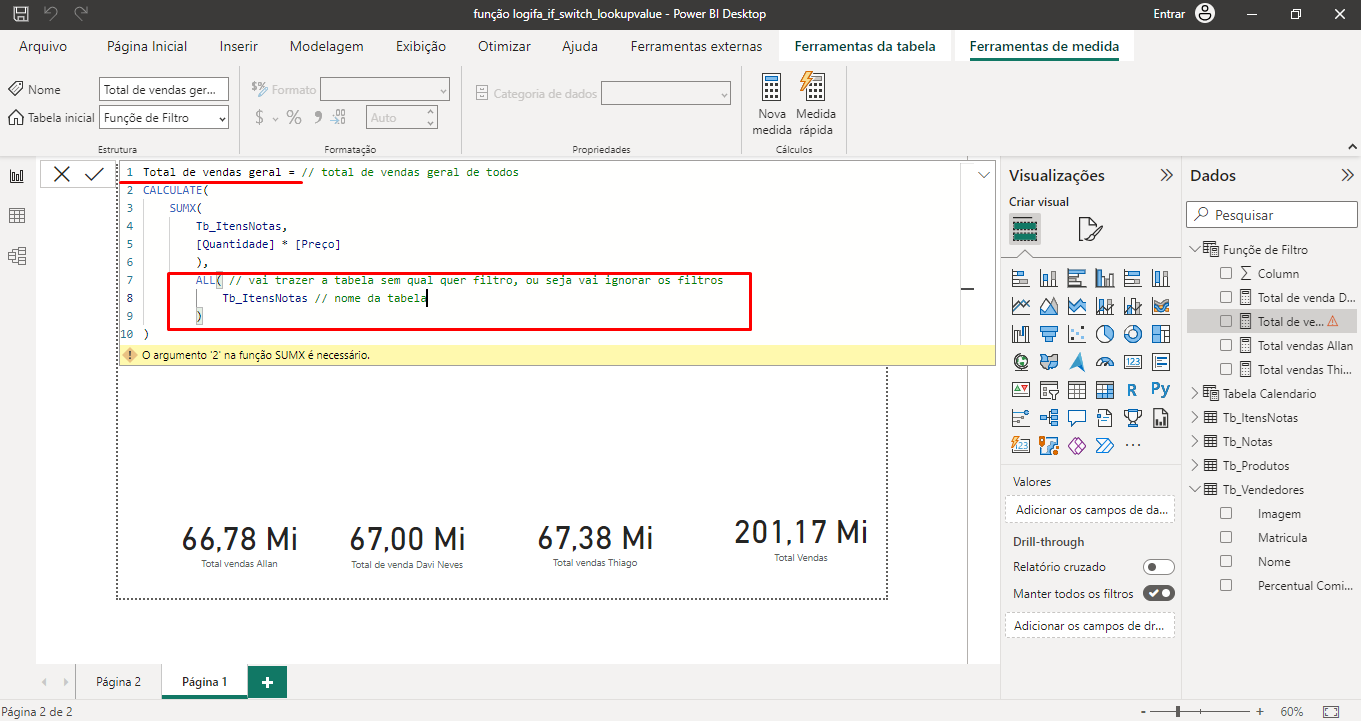 função logifa_if_switch_lookupvalue - Power BI Desktop
Entrar
Arquivo
Página Inicial
Inserir
Modelagem
Exibição
Otimizar
Ajuda
Ferramentas externas
Ferramentas da tabela
Ferramentas de medida
Nome
Total de vendas ger...
Tabela inicial
Funçõe de Filtro
Estrutura
Formato
$ % 9
Auto
Formatação
Categoria de dados
Propriedades
Nova medida
Medida rápida
Cálculos
1 Total de vendas geral = // total de vendas geral de todos
2 CALCULATE(
3 SUMX(
4 Tb_ItensNotas,
5 [Quantidade] * [Preço]
6 ),
7 ALL( // vai trazer a tabela sem qual quer filtro, ou seja vai ignorar os filtros
8 Tb_ItensNotas // nome da tabela
9 )
10 )
O argumento '2' na função SUMX é necessário.
66,78 Mi
Total vendas Allan
67,00 Mi
Total de venda Davi Neves
67,38 Mi
Total vendas Thiago
201,17 Mi
Total Vendas
Visualizações
Criar visual
123
R
Py
123
...
Valores
Adicionar os campos de da...
Drill-through
Relatório cruzado
Manter todos os filtros
Adicionar os campos de dr...
Dados
Pesquisar
Funçõe de Filtro
Column
Total de venda D...
Total de ve...
Total vendas Allan
Total vendas Thi...
Tabela Calendario
Tb_ItensNotas
Tb_Notas
Tb_Produtos
Tb_Vendedores
Imagem
Matricula
Nome
Percentual Comi...
Página 2
Página 1
+
Página 2 de 2
- + 60%